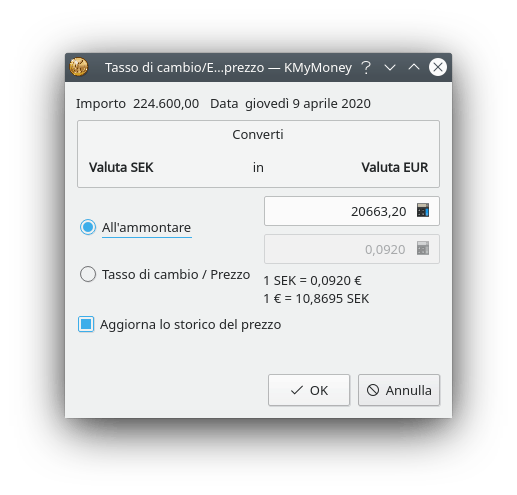 Tasso di cambio/E...prezzo — KMyMoney
Importo 224.600,00 Data giovedì 9 aprile 2020
Converti
Valuta SEK in Valuta EUR
20663,20
All'ammontare
0,0920
Tasso di cambio / Prezzo
1 SEK = 0,0920 €
1 € = 10,8695 SEK
Aggiorna lo storico del prezzo
OK Annulla